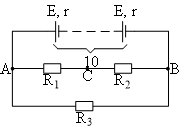 E, r E, r
10
A C B
R₁ R₂
R₃